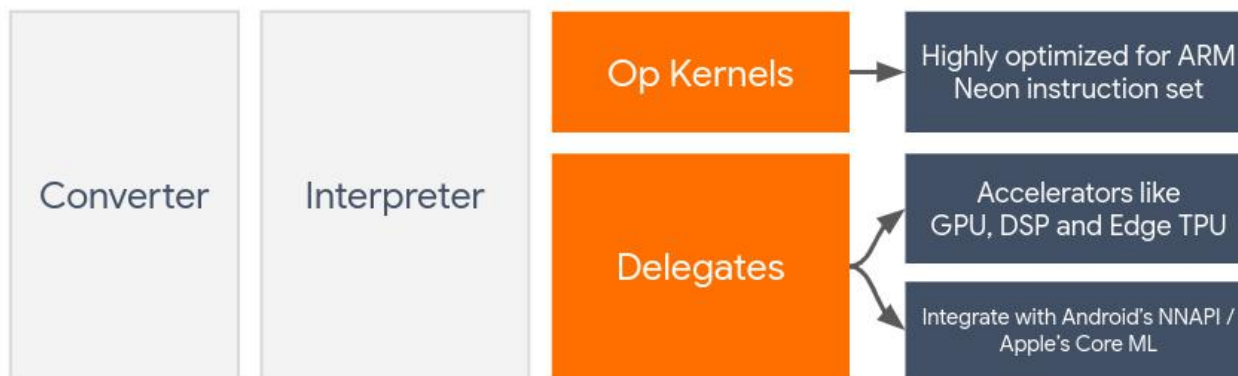 Converter
Interpreter
Op Kernels
Highly optimized for ARM
Neon instruction set
Delegates
Accelerators like
GPU, DSP and Edge TPU
Integrate with Android's NNAPI /
Apple's Core ML